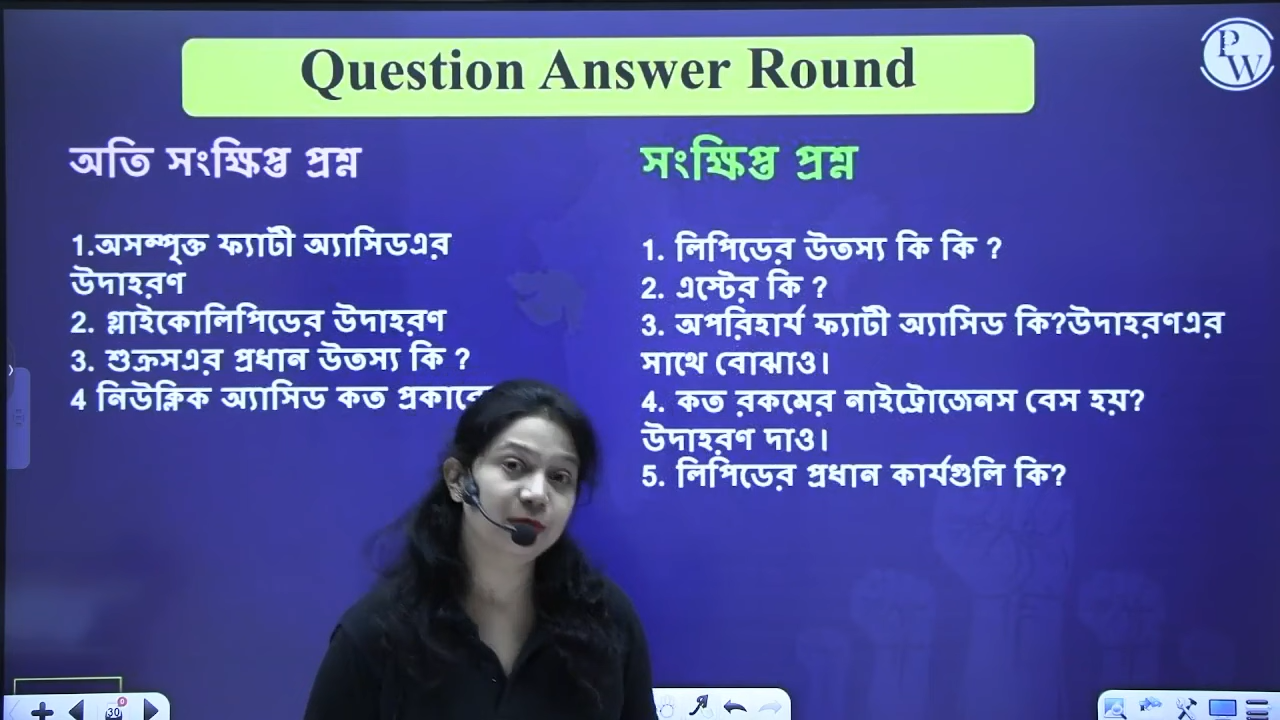 Question Answer Round
PW
অতি সংক্ষিপ্ত প্রশ্ন
1.অসম্পৃক্ত ফ্যাটী অ্যাসিডএর
উদাহরণ
2. গ্লাইকোলিপিডের উদাহরণ
3. শুক্রসএর প্রধান উতস্য কি ?
4 নিউক্লিক অ্যাসিড কত
সংক্ষিপ্ত প্রশ্ন
1. লিপিডের উতস্য কি কি ?
2. এস্টের কি ?
3. অপরিহার্য ফ্যাটী অ্যাসিড কি?উদাহরণএর
সাথে বোঝাও।
4. কত রকমের নাইট্রোজেনস বেস হয়?
উদাহরণ দাও।
5. লিপিডের প্রধান কার্যগুলি কি?
30